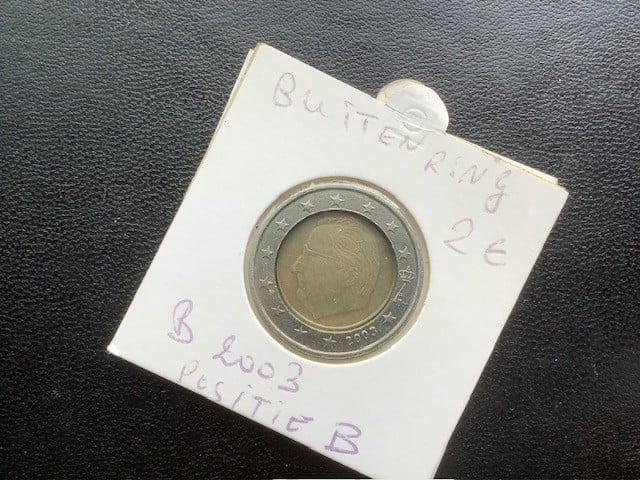 BUITENRING
2€
2003
B 2003
POSITIE B